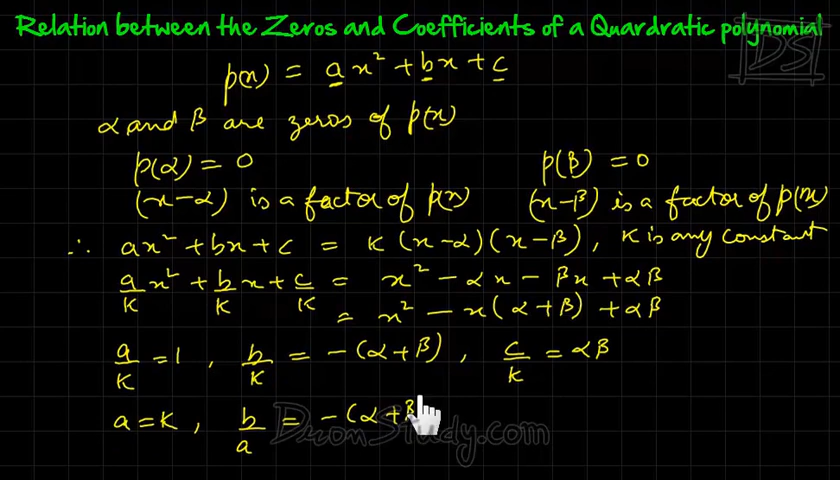 Relation between the Zeros and Coefficients of a Quardratic polynomial
DS
p(x) = ax² + bx + c
α and β are zeros of p(x)
p(α) = 0 p(β) = 0
(x-α) is a factor of p(x) (x-β) is a factor of p(x)
∴ ax² + bx + c = K (x-α)(x-β), K is any constant
a/K x² + b/K x + c/K = x² - αx - βx + αβ
= x² - x(α+β) + αβ
a/K = 1, b/K = -(α+β), c/K = αβ
a = K, b/a = -(α+β
DronStudy.com